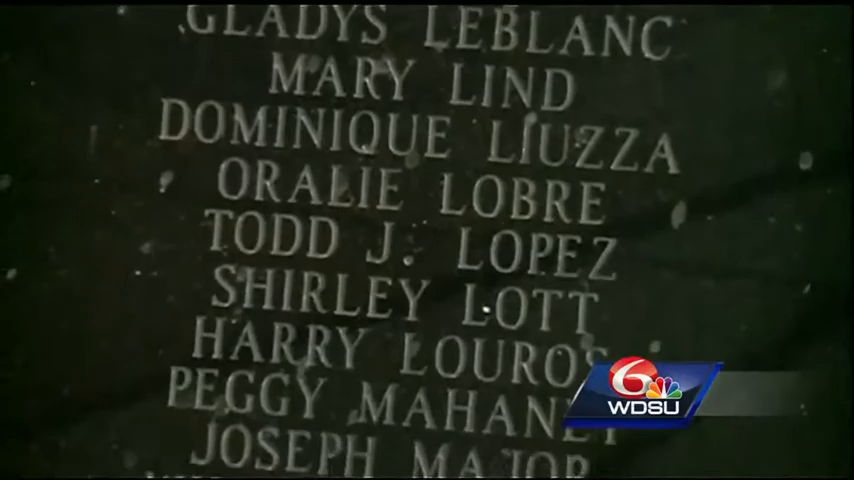 GLADYS LEBLANC
MARY LIND
DOMINIQUE LIUZZA
ORALIE LOBRE
TODD J. LOPEZ
SHIRLEY LOTT
HARRY LOUROS
PEGGY MAHANEY
JOSEPH MAJOR
6
WDSU